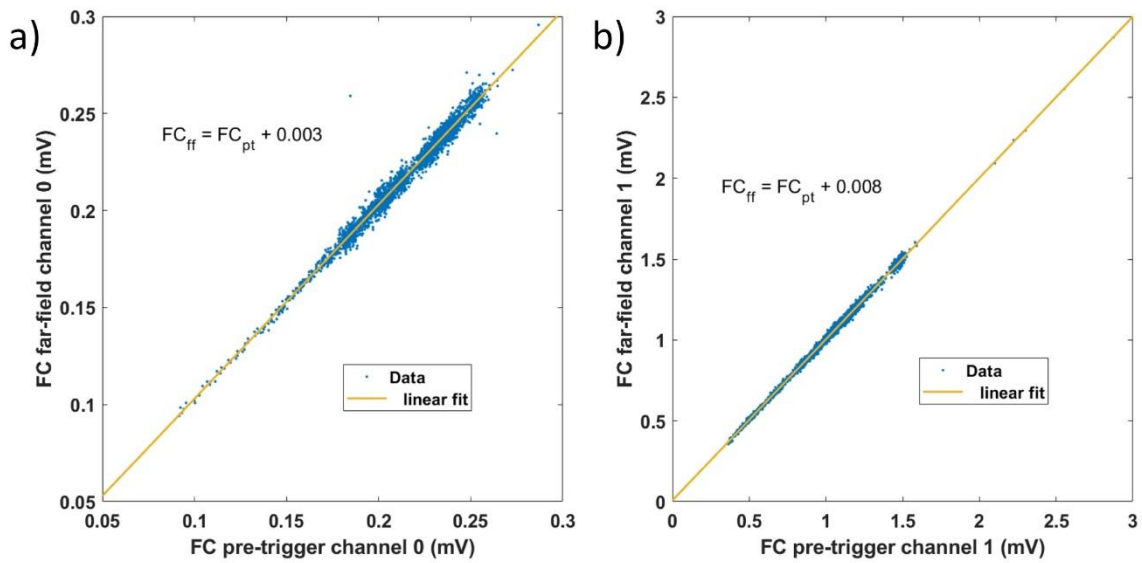 a)
0.3
0.25
0.2
0.15
0.1
0.05
FC far-field channel 0 (mV)
FC_ff = FC_pt + 0.003
Data
linear fit
0.05 0.1 0.15 0.2 0.25 0.3
FC pre-trigger channel 0 (mV)
b)
3
2.5
2
1.5
1
0.5
0
FC far-field channel 1 (mV)
FC_ff = FC_pt + 0.008
Data
linear fit
0 0.5 1 1.5 2 2.5 3
FC pre-trigger channel 1 (mV)